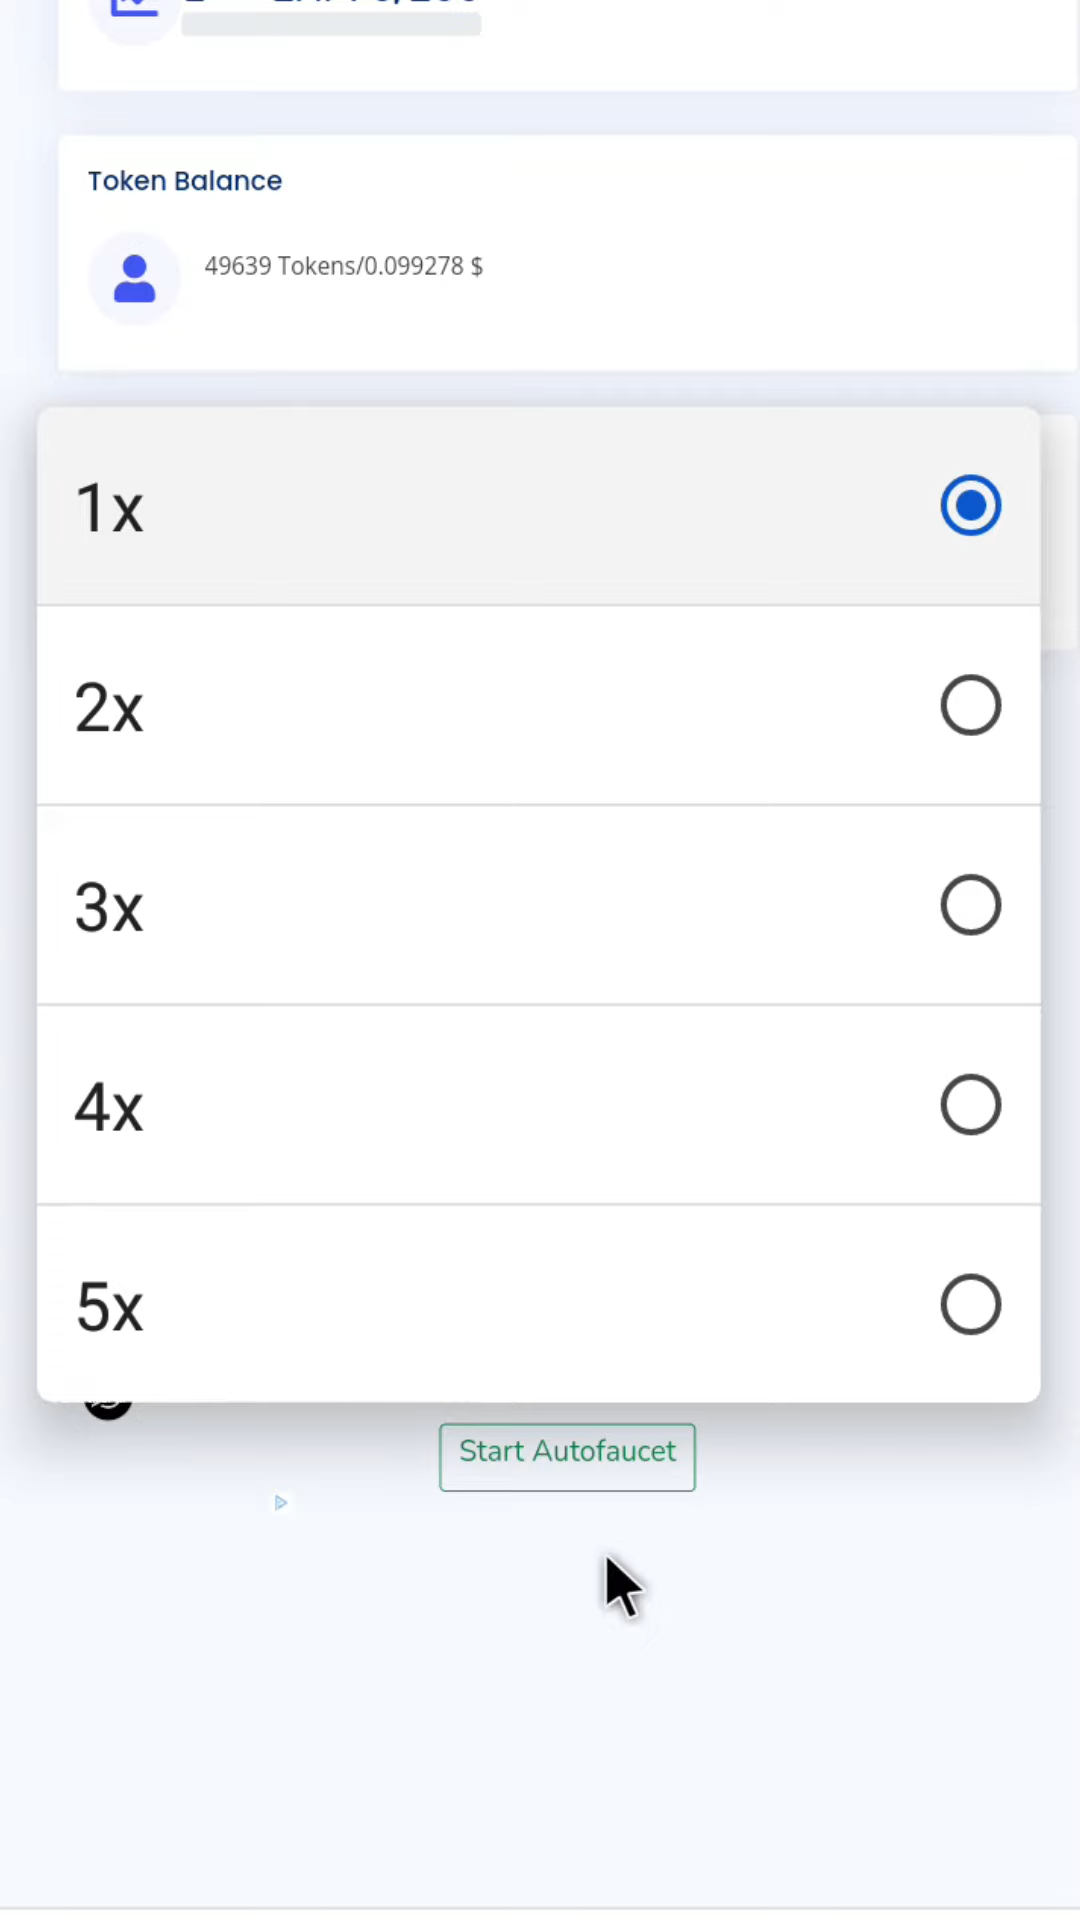 Token Balance
49639 Tokens/0.099278 $
1x
2x
3x
4x
5x
Start Autofaucet